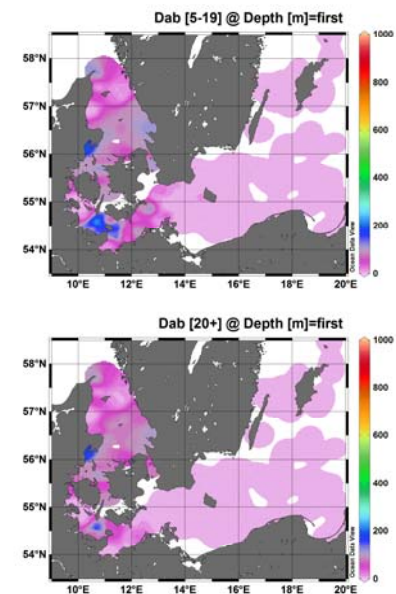 Dab [5-19] @ Depth [m]=first
1000
58°N
800
57°N
600
56°N
400
55°N
200
54°N
0
Ocean Data View
10°E 12°E 14°E 16°E 18°E 20°E
Dab [20+] @ Depth [m]=first
1000
58°N
800
57°N
600
56°N
400
55°N
200
54°N
0
Ocean Data View
10°E 12°E 14°E 16°E 18°E 20°E